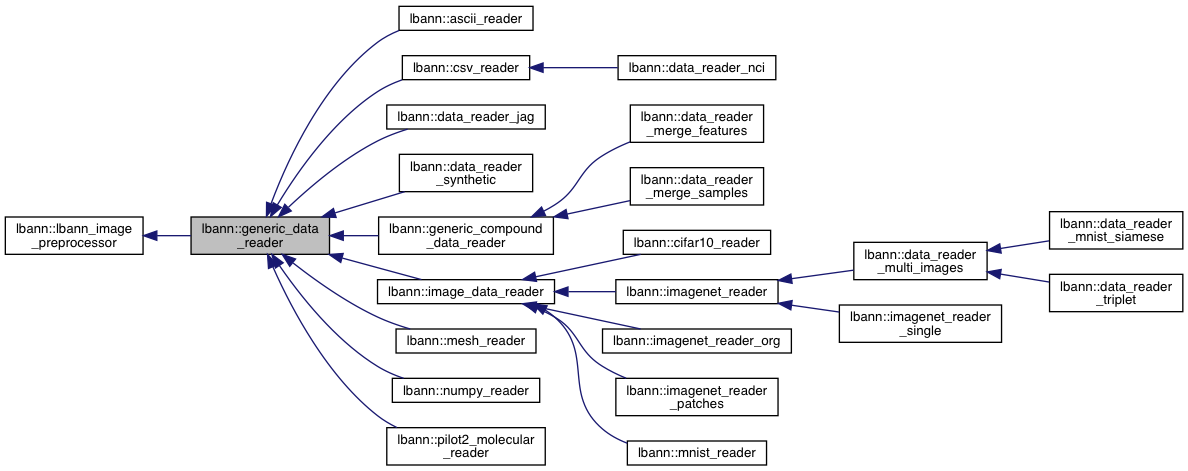 lbann::ascii_reader
lbann::csv_reader
lbann::data_reader_nci
lbann::data_reader_jag
lbann::data_reader
_merge_features
lbann::data_reader
_synthetic
lbann::data_reader
_merge_samples
lbann::lbann_image
_preprocessor
lbann::generic_data
_reader
lbann::generic_compound
_data_reader
lbann::cifar10_reader
lbann::data_reader
_multi_images
lbann::data_reader
_mnist_siamese
lbann::image_data_reader
lbann::imagenet_reader
lbann::data_reader
_triplet
lbann::imagenet_reader
_single
lbann::mesh_reader
lbann::imagenet_reader_org
lbann::numpy_reader
lbann::imagenet_reader
_patches
lbann::pilot2_molecular
_reader
lbann::mnist_reader